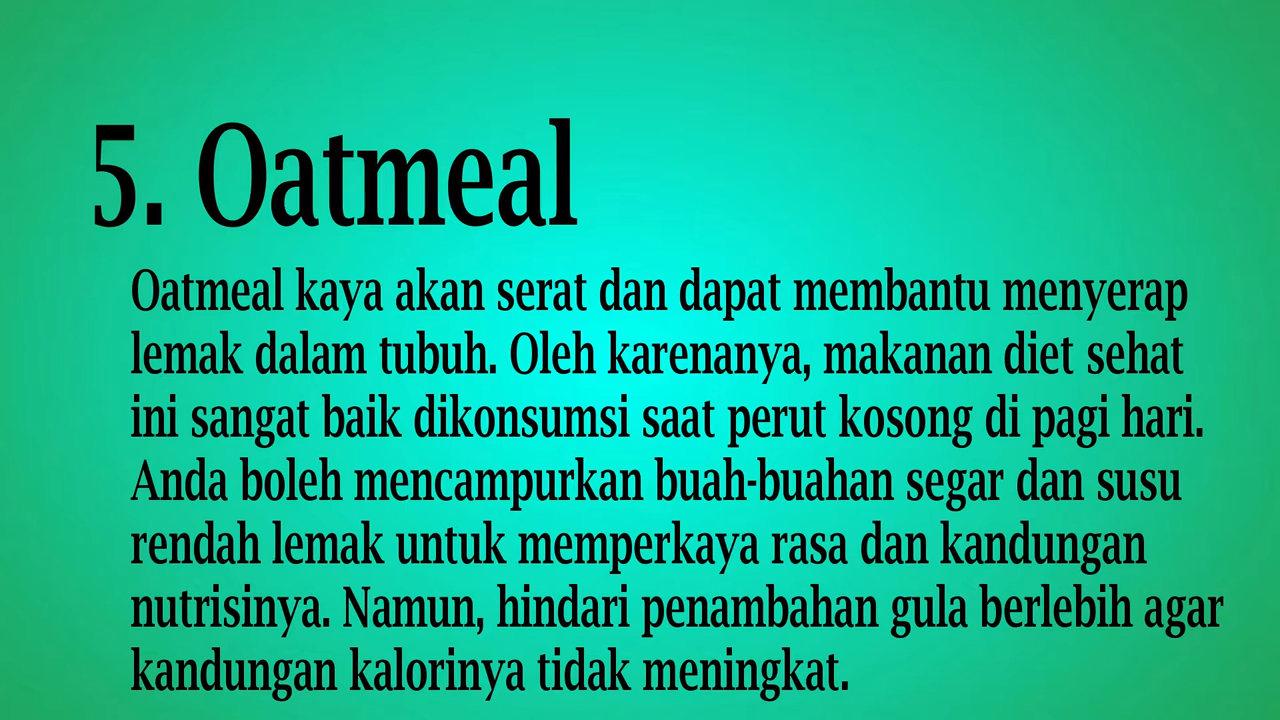 5. Oatmeal
Oatmeal kaya akan serat dan dapat membantu menyerap
lemak dalam tubuh. Oleh karenanya, makanan diet sehat
ini sangat baik dikonsumsi saat perut kosong di pagi hari.
Anda boleh mencampurkan buah-buahan segar dan susu
rendah lemak untuk memperkaya rasa dan kandungan
nutrisinya. Namun, hindari penambahan gula berlebih agar
kandungan kalorinya tidak meningkat.